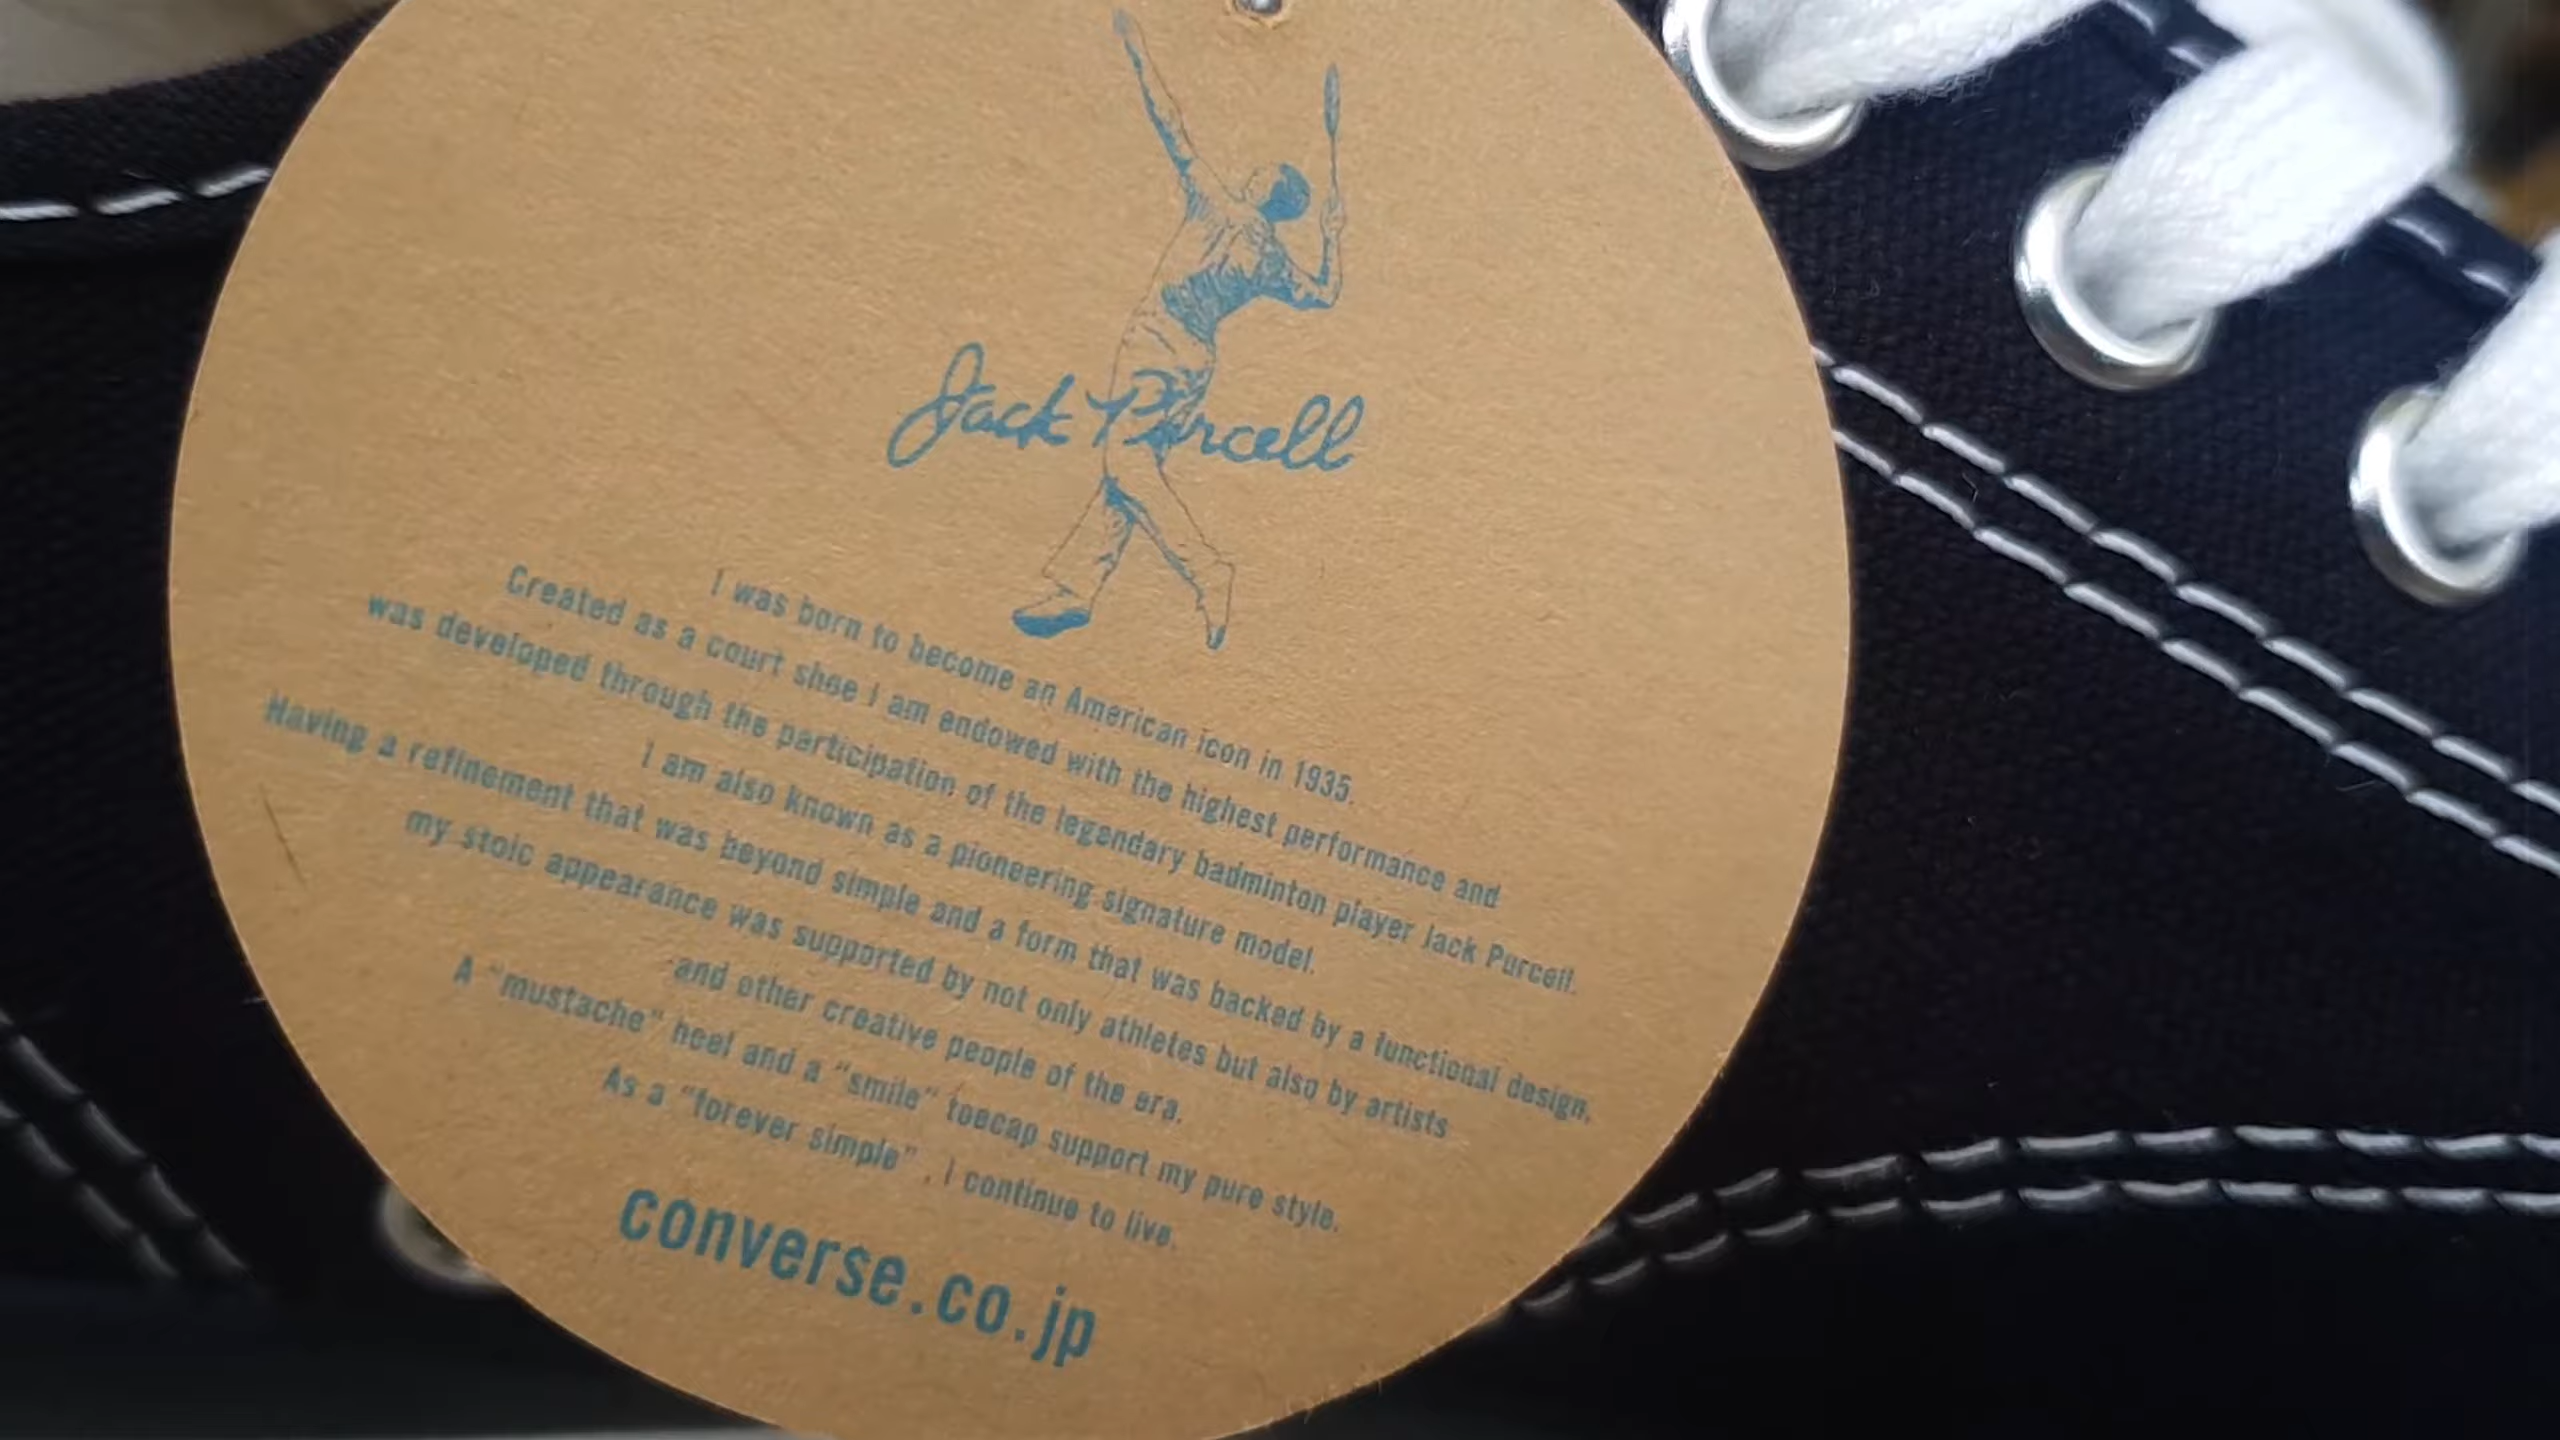 Jack Purcell
I was born to become an American icon in 1935.
Created as a court shoe I am endowed with the highest performance and
was developed through the participation of the legendary badminton player Jack Purcell.
I am also known as a pioneering signature model.
Having a refinement that was beyond simple and a form that was backed by a functional design,
my stoic appearance was supported by not only athletes but also by artists
and other creative people of the era.
A "mustache" heel and a "smile" toecap support my pure style.
As a "forever simple", I continue to live.
converse.co.jp